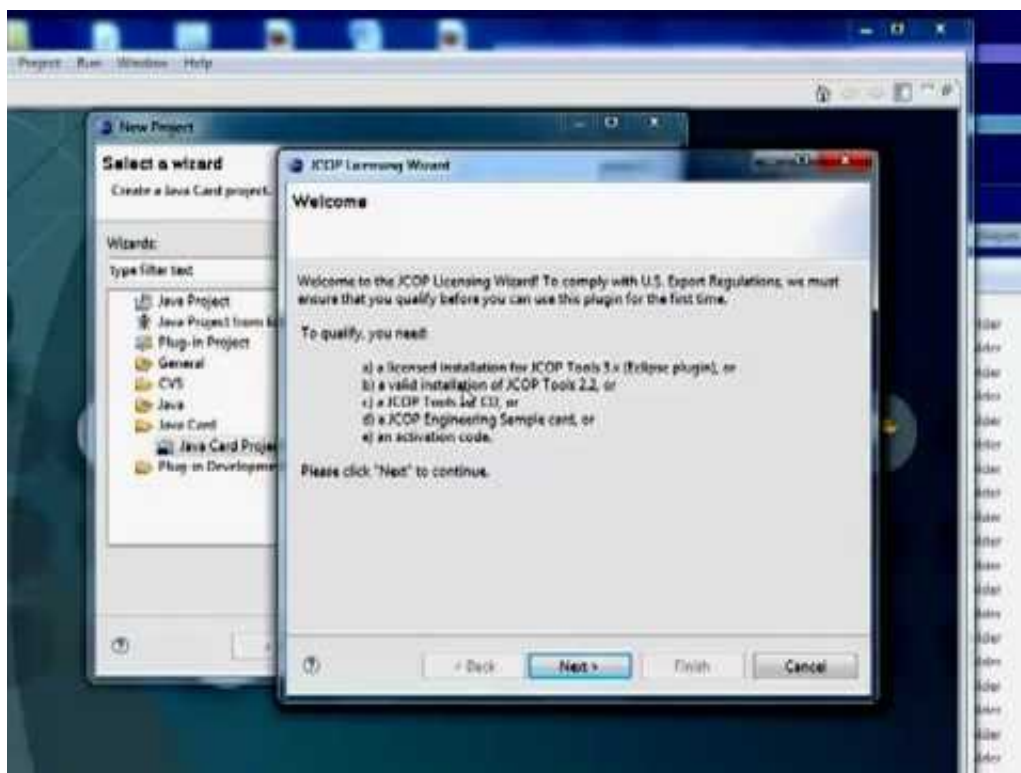 Project Run Window Help
New Project
Select a wizard
Create a Java Card project.
Wizards:
type filter text
Java Project
Java Project from
Plug-in Project
General
CVS
Java
Java Card
Java Card
Plug-in
JCOP Licensing Wizard
Welcome
Welcome to the JCOP Licensing Wizard! To comply with U.S. Export Regulations, we must
ensure that you qualify before you can use this plugin for the first time.
To qualify, you need:
a) a licensed installation for JCOP Tools 3.x (Eclipse plugin), or
b) a valid installation of JCOP Tools 2.2, or
c) a JCOP Tools CD, or
d) a JCOP Engineering Sample card, or
e) an activation code.
Please click "Next" to continue.
< Back
Next >
Finish
Cancel